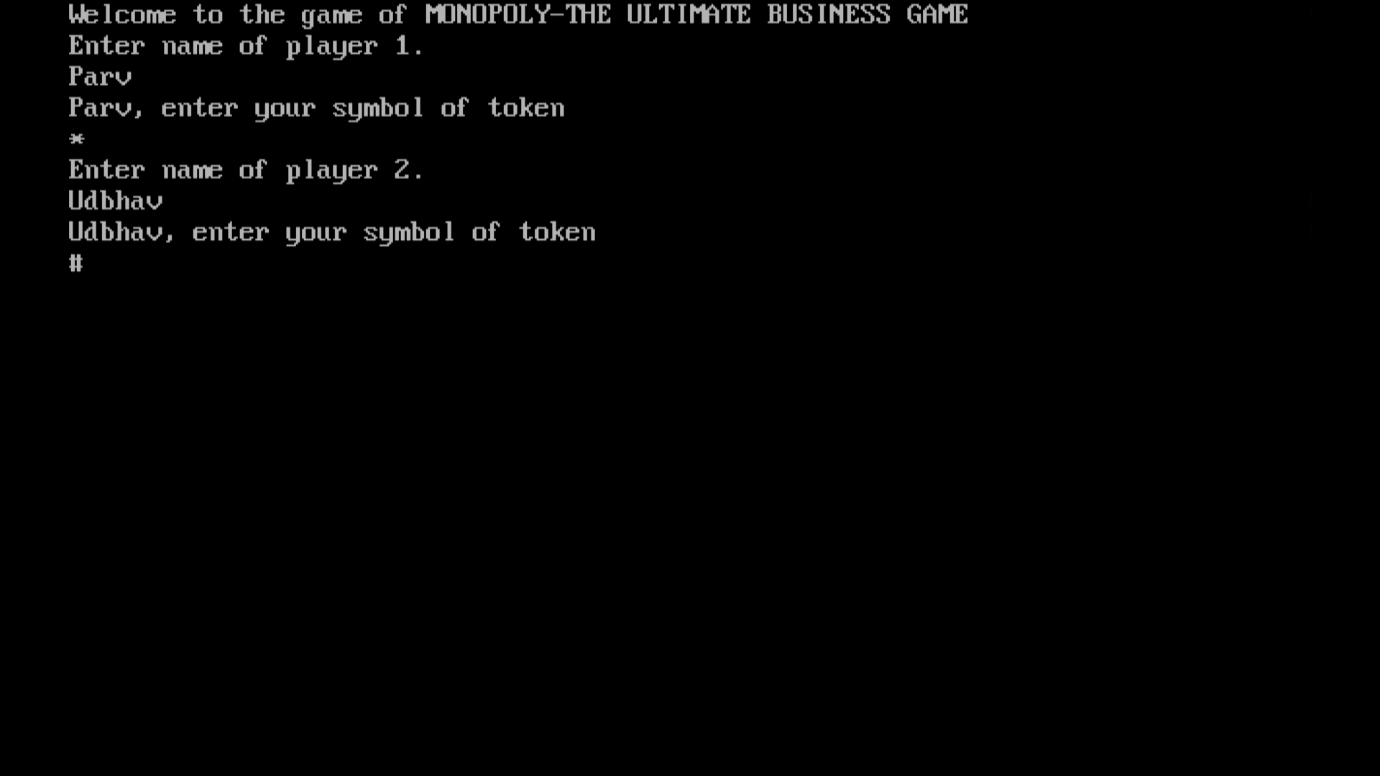 Welcome to the game of MONOPOLY-THE ULTIMATE BUSINESS GAME
Enter name of player 1.
Parv
Parv, enter your symbol of token
*
Enter name of player 2.
Udbhav
Udbhav, enter your symbol of token
#